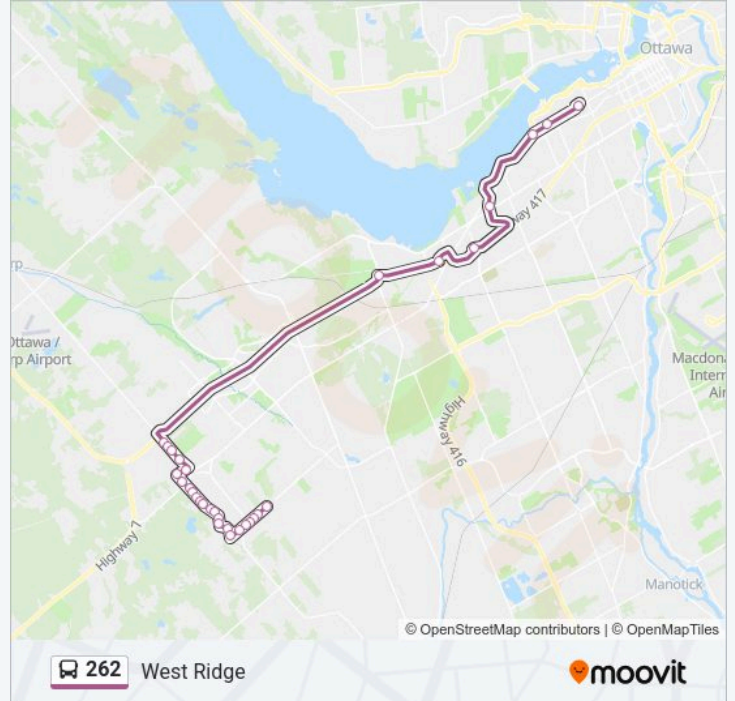 Ottawa
way 417
rp
Ottawa /
rp Airport
Macdona
Intern
Air
Highway 416
Highway 7
Manotick
© OpenStreetMap contributors | © OpenMapTiles
262 West Ridge
moovit